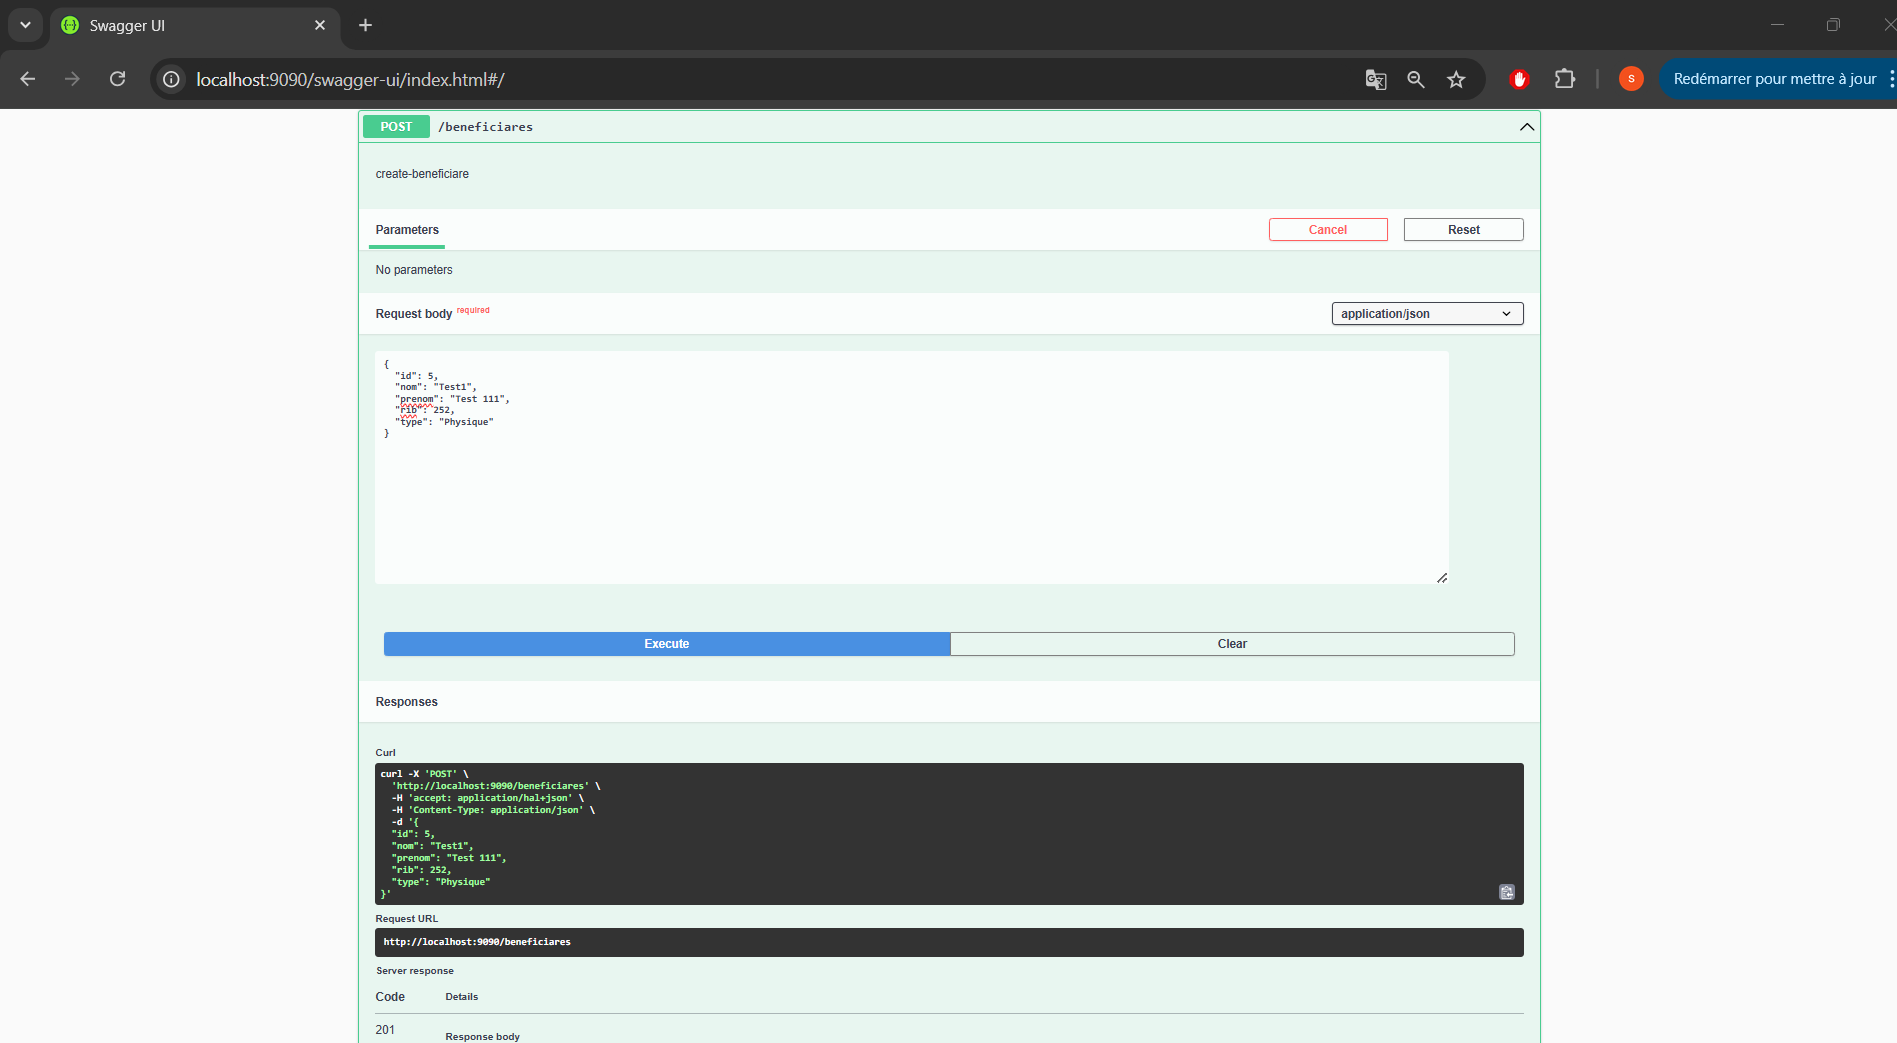 Swagger UI
localhost:9090/swagger-ui/index.html#/
S
Redémarrer pour mettre à jour
POST /beneficiares
create-beneficiare
Parameters
Cancel
Reset
No parameters
Request body required
application/json
{
"id": 5,
"nom": "Test1",
"prenom": "Test 111",
"rib": 252,
"type": "Physique"
}
Execute
Clear
Responses
Curl
curl -X 'POST' \
'http://localhost:9090/beneficiares' \
-H 'accept: application/hal+json' \
-H 'Content-Type: application/json' \
-d '{
"id": 5,
"nom": "Test1",
"prenom": "Test 111",
"rib": 252,
"type": "Physique"
}'
Request URL
http://localhost:9090/beneficiares
Server response
Code Details
201
Response body